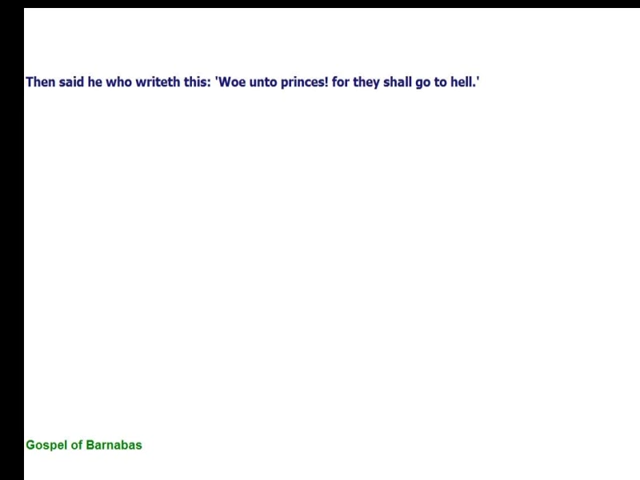 Then said he who writeth this: 'Woe unto princes! for they shall go to hell.'
Gospel of Barnabas